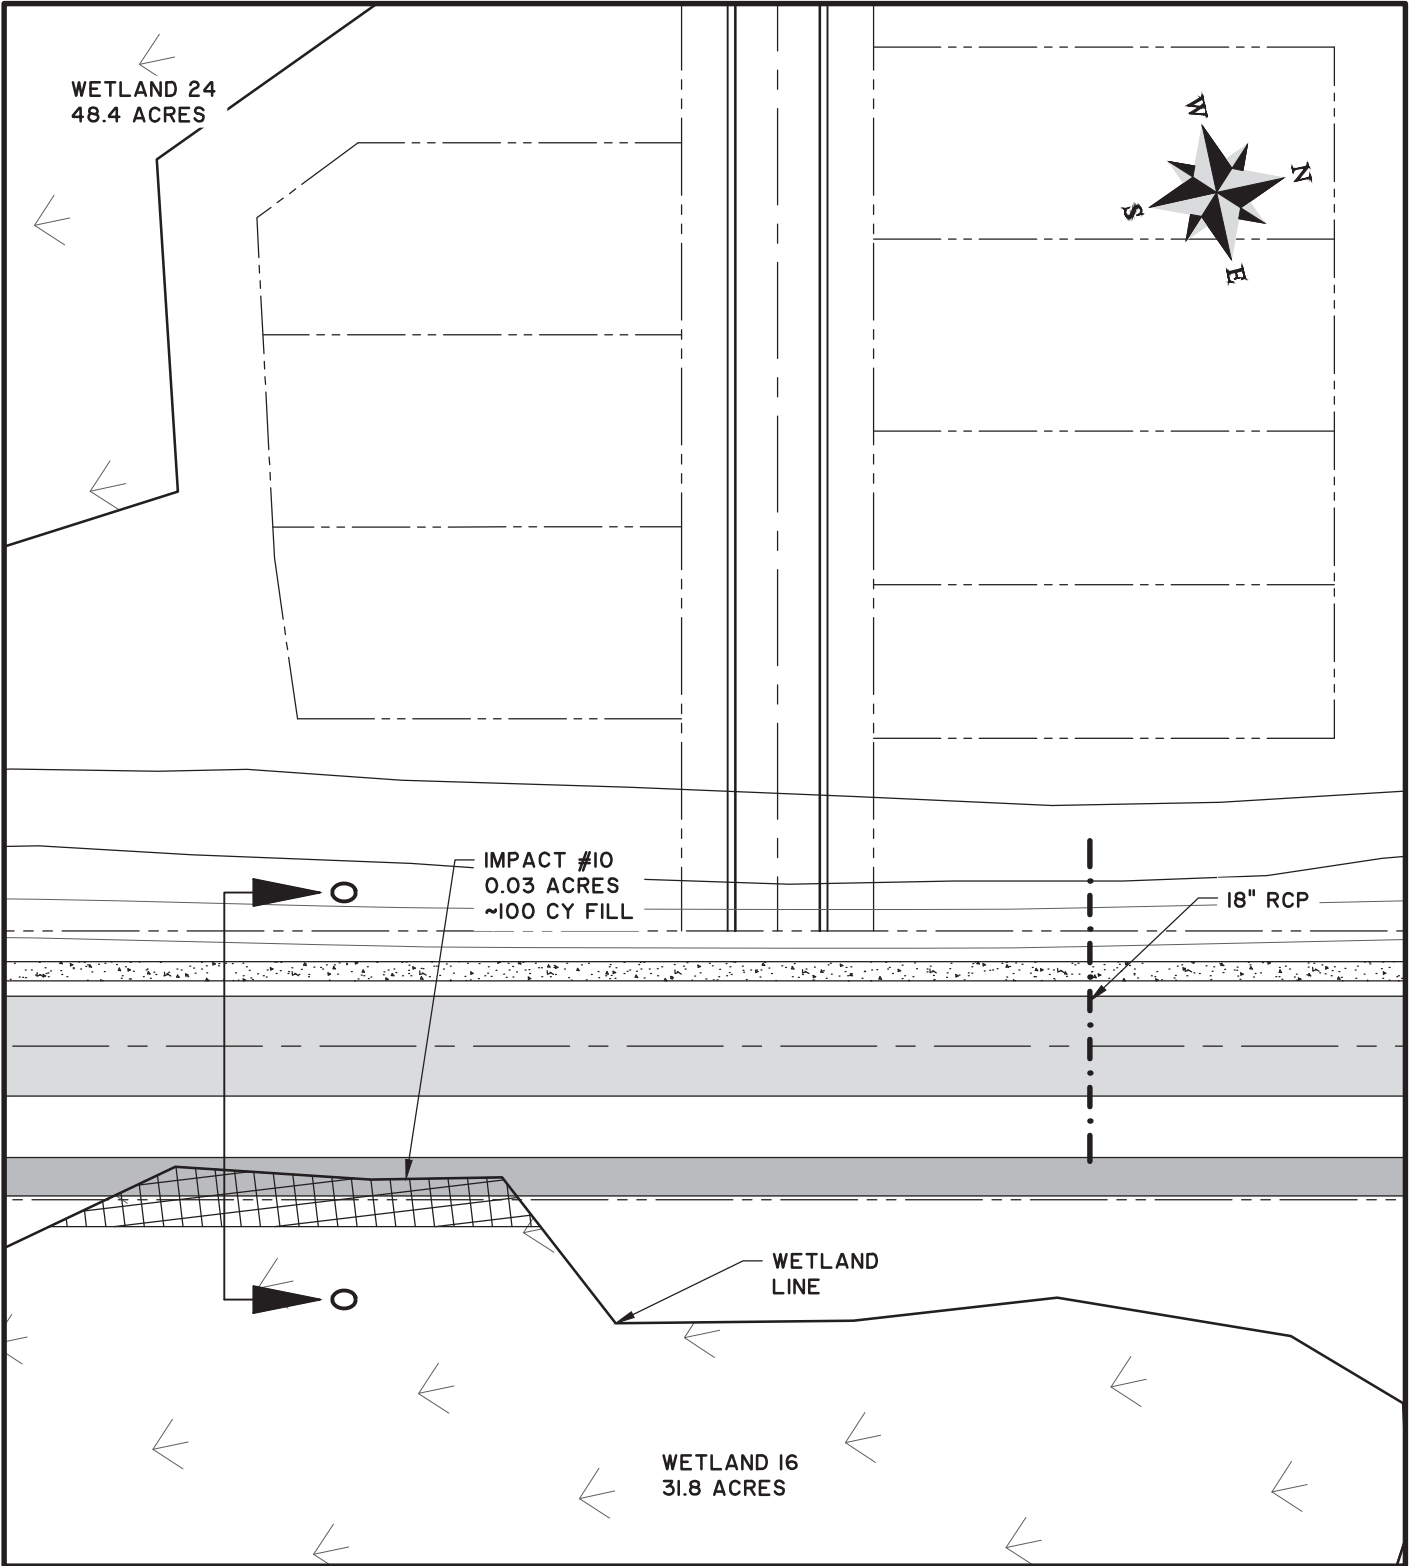 WETLAND 24
48.4 ACRES
W
N
S
E
IMPACT #10
0.03 ACRES
~100 CY FILL
O
18" RCP
WETLAND
LINE
O
WETLAND 16
31.8 ACRES